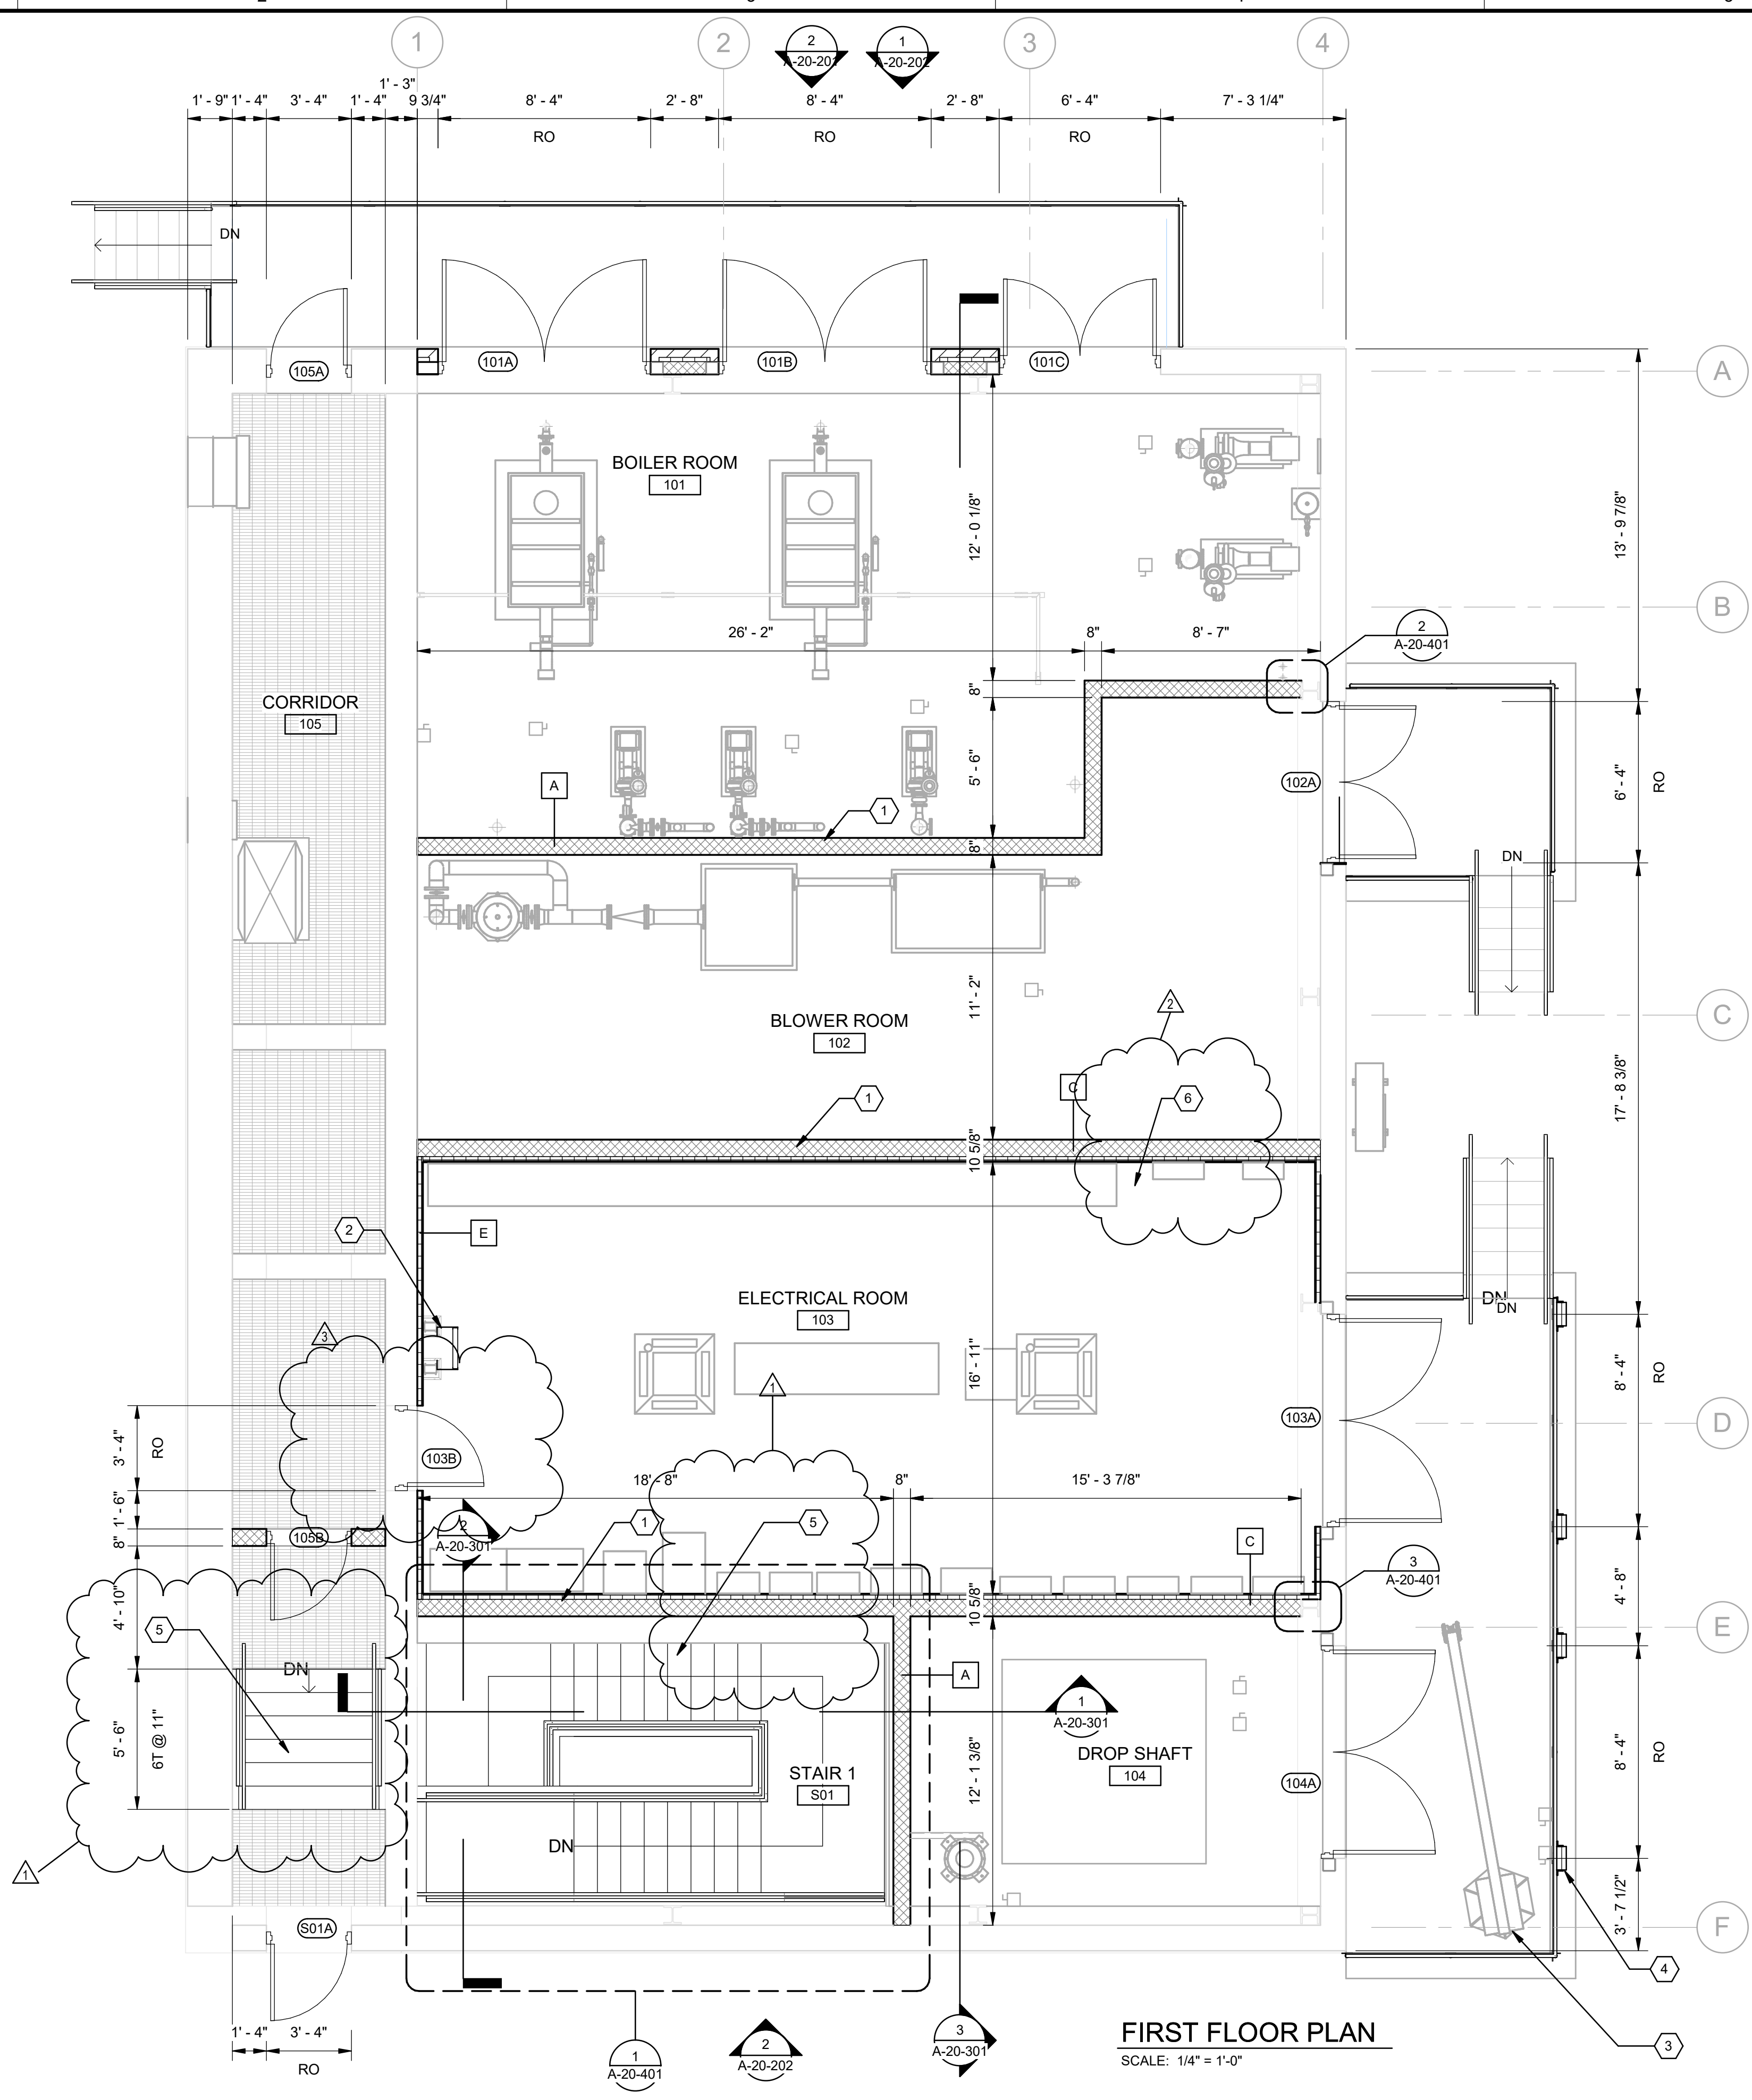 1
2
3
4
2
A-20-201
1
A-20-202
1' - 3"
1' - 9"
1' - 4"
3' - 4"
1' - 4"
9 3/4"
8' - 4"
2' - 8"
8' - 4"
2' - 8"
6' - 4"
7' - 3 1/4"
RO
RO
RO
DN
105A
101A
101B
101C
A
BOILER ROOM
101
12' - 0 1/8"
13' - 9 7/8"
B
26' - 2"
8"
8' - 7"
2
A-20-401
8"
CORRIDOR
105
5' - 6"
A
1
102A
6' - 4"
RO
8"
DN
11' - 2"
2
C
BLOWER ROOM
102
C
6
1
17' - 8 3/8"
10 5/8"
2
E
ELECTRICAL ROOM
103
DN
DN
3
16' - 11"
1
8' - 4"
RO
103A
D
3' - 4"
RO
103B
18' - 8"
8"
15' - 3 7/8"
1' - 6"
8"
105B
2
A-20-301
1
5
C
3
A-20-401
4' - 8"
4' - 10"
5
10 5/8"
E
DN
A
5' - 6"
6T @ 11"
1
A-20-301
DROP SHAFT
104
STAIR 1
S01
12' - 1 3/8"
104A
8' - 4"
RO
DN
1
S01A
3' - 7 1/2"
F
4
1' - 4"
3' - 4"
RO
1
A-20-401
2
A-20-202
3
A-20-301
FIRST FLOOR PLAN
SCALE: 1/4" = 1'-0"
3